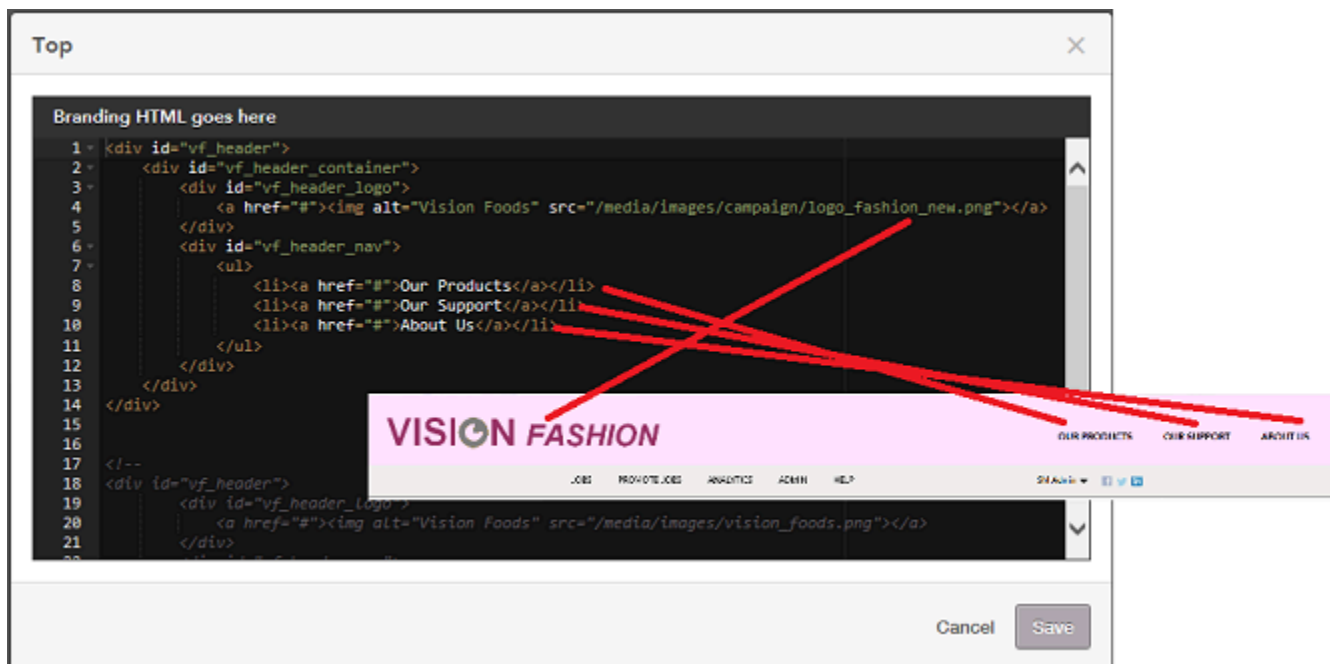 Top
Branding HTML goes here
1 <div id="vf_header">
2 <div id="vf_header_container">
3 <div id="vf_header_logo">
4 <a href="#"><img alt="Vision Foods" src="/media/images/campaign/logo_fashion_new.png"></a>
5 </div>
6 <div id="vf_header_nav">
7 <ul>
8 <li><a href="#">Our Products</a></li>
9 <li><a href="#">Our Support</a></li>
10 <li><a href="#">About Us</a></li>
11 </ul>
12 </div>
13 </div>
14 </div>
15
16
17 <!--
18 <div id="vf_header">
19 <div id="vf_header_logo">
20 <a href="#"><img alt="Vision Foods" src="/media/images/vision_foods.png"></a>
21 </div>
VISION FASHION
OUR PRODUCTS OUR SUPPORT ABOUT US
JOBS PROMOTE JOBS ANALYTICS ADMIN HELP
Cancel Save